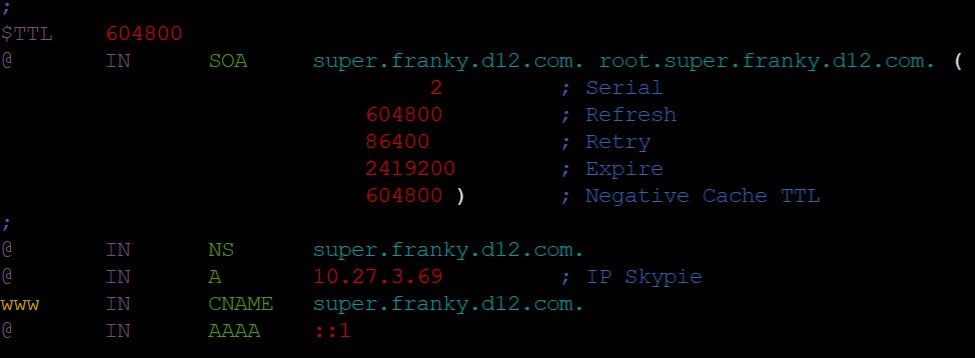 ;
$TTL 604800
@ IN SOA super.franky.d12.com. root.super.franky.d12.com. (
2 ; Serial
604800 ; Refresh
86400 ; Retry
2419200 ; Expire
604800 ) ; Negative Cache TTL
;
@ IN NS super.franky.d12.com.
@ IN A 10.27.3.69 ; IP Skypie
www IN CNAME super.franky.d12.com.
@ IN AAAA ::1